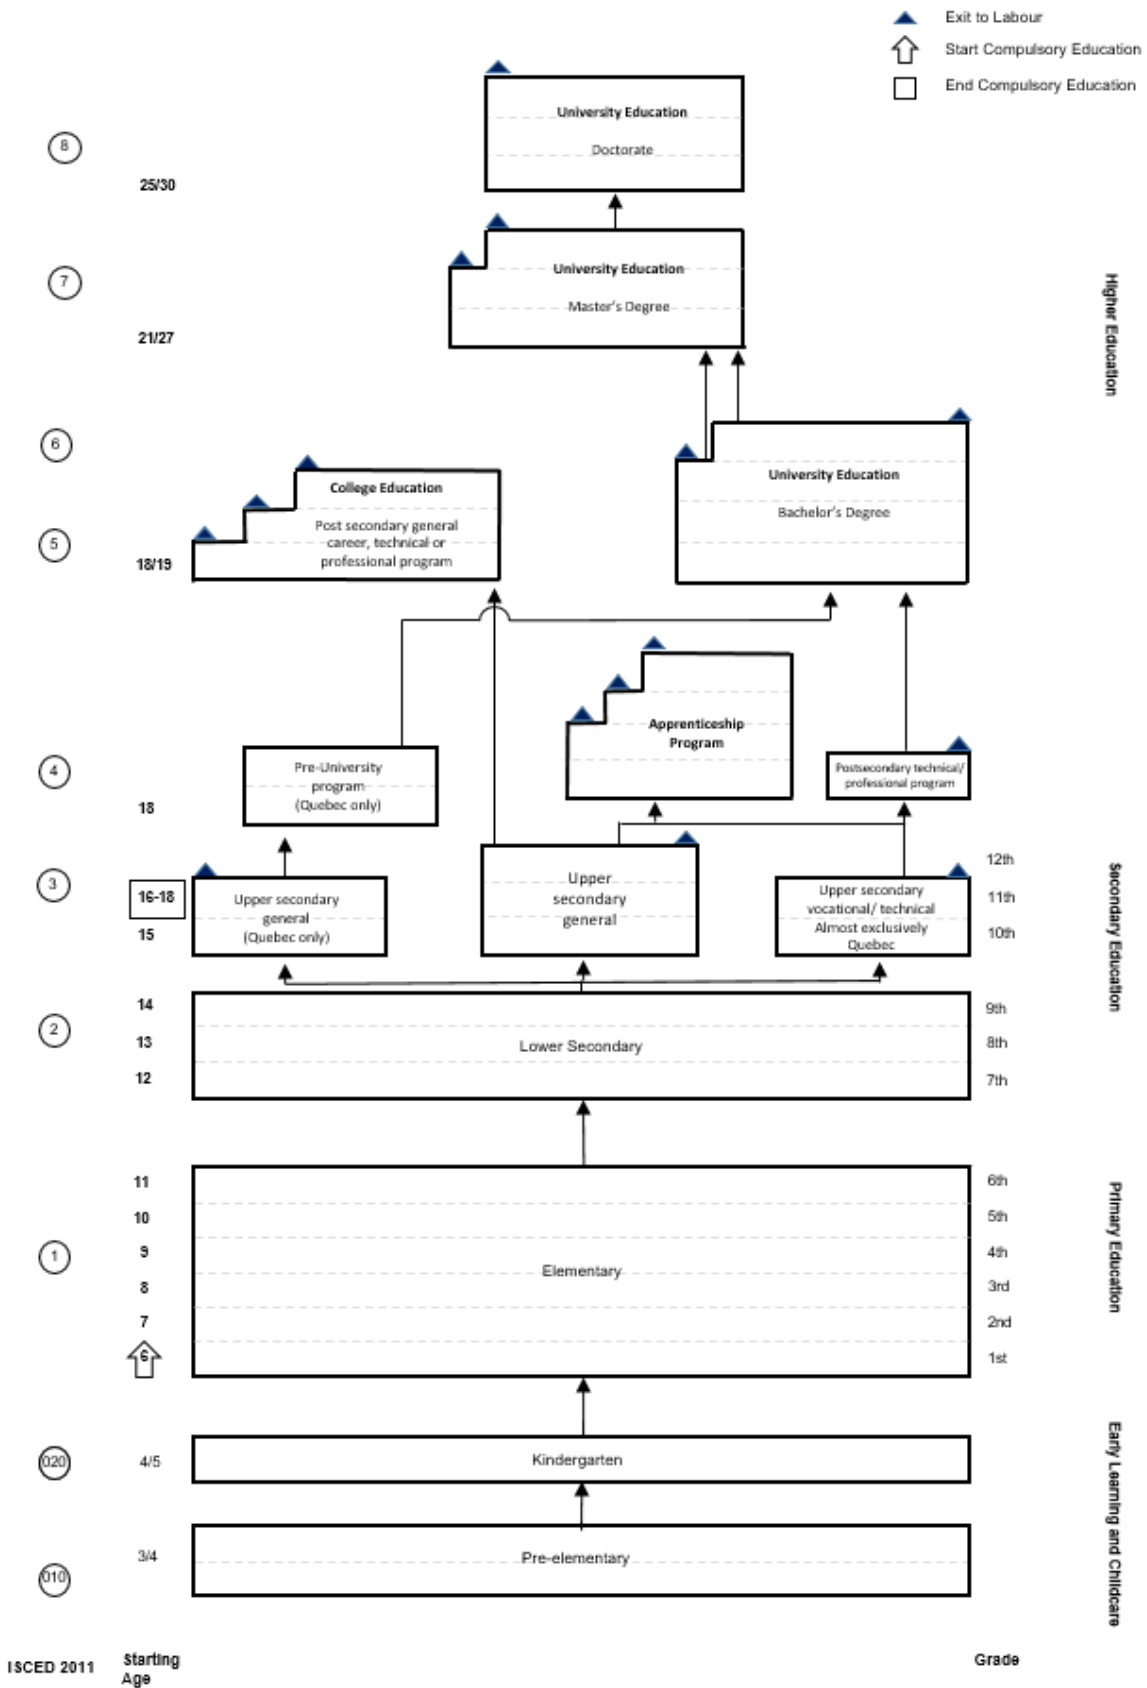 Exit to Labour
Start Compulsory Education
End Compulsory Education
University Education
Doctorate
8
25/30
University Education
Master's Degree
7
21/27
Higher Education
6
University Education
Bachelor's Degree
College Education
Post secondary general
career, technical or
professional program
5
18/19
Apprenticeship
Program
4
Pre-University
program
(Quebec only)
Postsecondary technical/
professional program
18
12th
3
16-18
Upper secondary
general
(Quebec only)
Upper
secondary
general
Upper secondary
vocational/ technical
Almost exclusively
Quebec
11th
15
10th
Secondary Education
14
9th
2
13
Lower Secondary
8th
12
7th
11
6th
10
5th
1
9
4th
Elementary
8
3rd
7
2nd
6
1st
Primary Education
020
4/5
Kindergarten
3/4
Pre-elementary
010
Early Learning and Childcare
ISCED 2011
Starting
Age
Grade